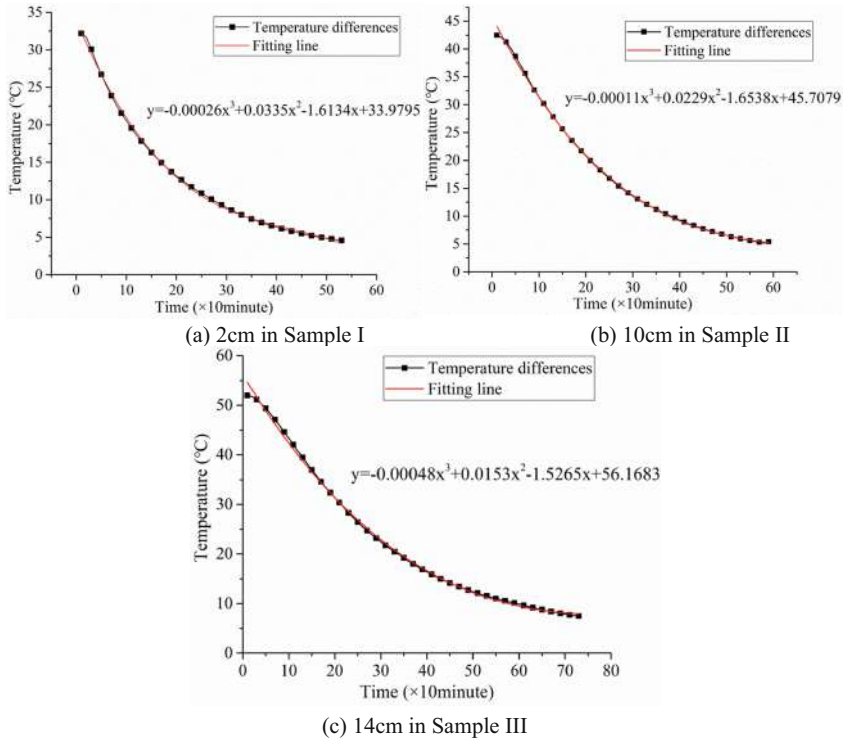 35
30
25
20
15
10
5
0
Temperature (℃)
Temperature differences
Fitting line
y=-0.00026x³+0.0335x²-1.6134x+33.9795
0 10 20 30 40 50 60
Time (×10minute)
(a) 2cm in Sample I
45
40
35
30
25
20
15
10
5
0
Temperature (℃)
Temperature differences
Fitting line
y=-0.00011x³+0.0229x²-1.6538x+45.7079
0 10 20 30 40 50 60
Time (×10minute)
(b) 10cm in Sample II
60
50
40
30
20
10
0
Temperature (℃)
Temperature differences
Fitting line
y=-0.00048x³+0.0153x²-1.5265x+56.1683
0 10 20 30 40 50 60 70 80
Time (×10minute)
(c) 14cm in Sample III